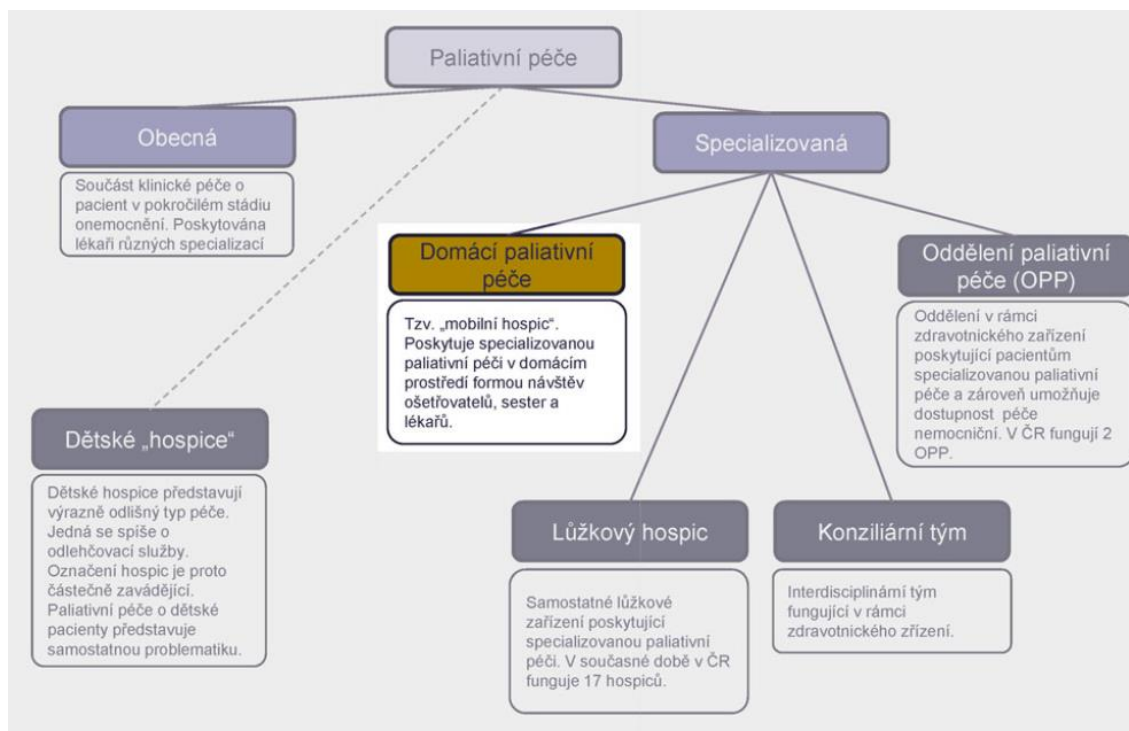 Paliativní péče
Obecná
Součást klinické péče o
pacient v pokročilém stádiu
onemocnění. Poskytována
lékaři různých specializací
Specializovaná
Domácí paliativní
péče
Tzv. „mobilní hospic“.
Poskytuje specializovanou
paliativní péči v domácím
prostředí formou návštěv
ošetřovatelů, sester a
lékařů.
Oddělení paliativní
péče (OPP)
Oddělení v rámci
zdravotnického zařízení
poskytující pacientům
specializovanou paliativní
péče a zároveň umožňuje
dostupnost péče
nemocniční. V ČR fungují 2
OPP.
Dětské „hospice“
Dětské hospice představují
výrazně odlišný typ péče.
Jedná se spíše o
odlehčovací služby.
Označení hospic je proto
částečně zavádějící.
Paliativní péče o dětské
pacienty představuje
samostatnou problematiku.
Lůžkový hospic
Samostatné lůžkové
zařízení poskytující
specializovanou paliativní
péči. V současné době v ČR
funguje 17 hospiců.
Konziliární tým
Interdisciplinární tým
fungující v rámci
zdravotnického zřízení.